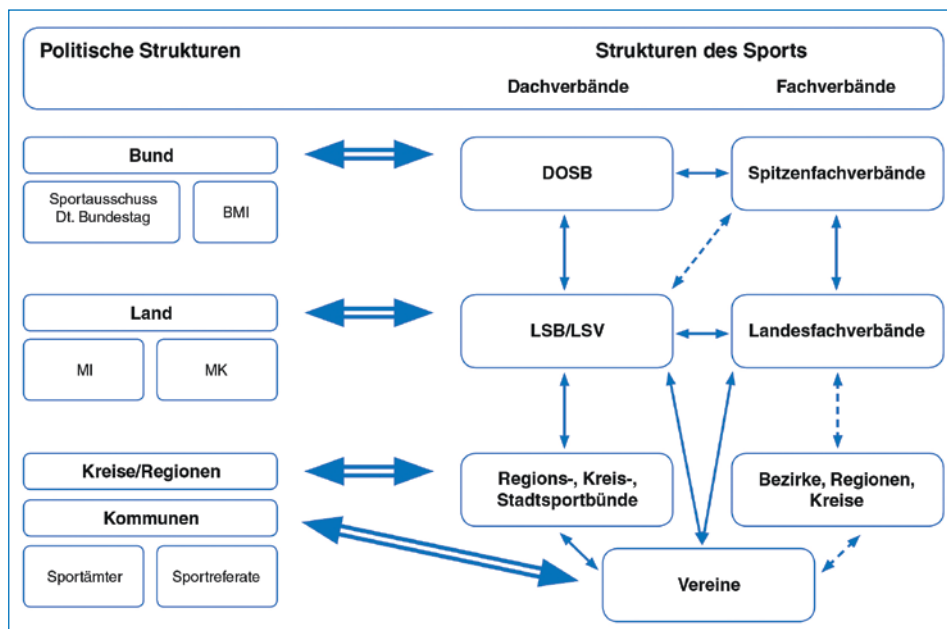 Politische Strukturen
Strukturen des Sports
Dachverbände
Fachverbände
Bund
Sportausschuss
Dt. Bundestag
BMI
DOSB
Spitzenfachverbände
Land
MI
MK
LSB/LSV
Landesfachverbände
Kreise/Regionen
Kommunen
Sportämter
Sportreferate
Regions-, Kreis-,
Stadtsportbünde
Bezirke, Regionen,
Kreise
Vereine